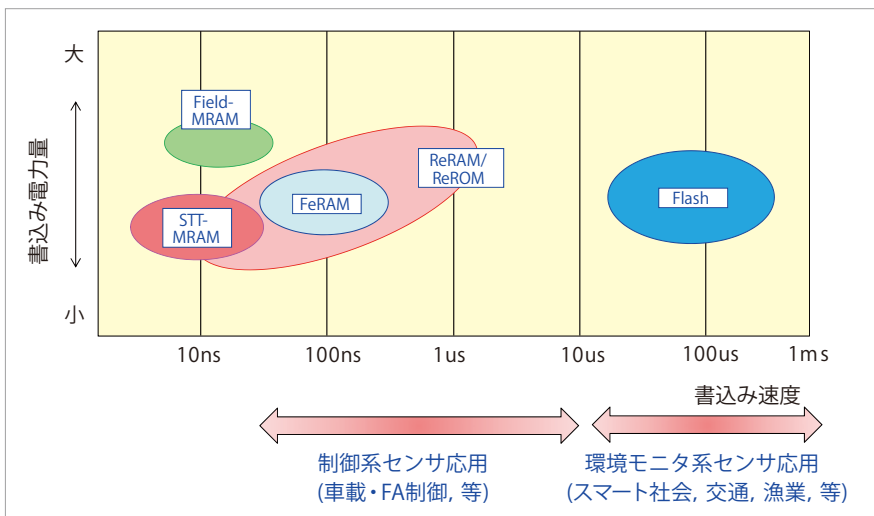 大
書込み電力量
小
Field-
MRAM
STT-
MRAM
FeRAM
ReRAM/
ReROM
Flash
10ns
100ns
1us
10us
100us
1ms
書込み速度
制御系センサ応用
(車載・FA制御, 等)
環境モニタ系センサ応用
(スマート社会, 交通, 漁業, 等)